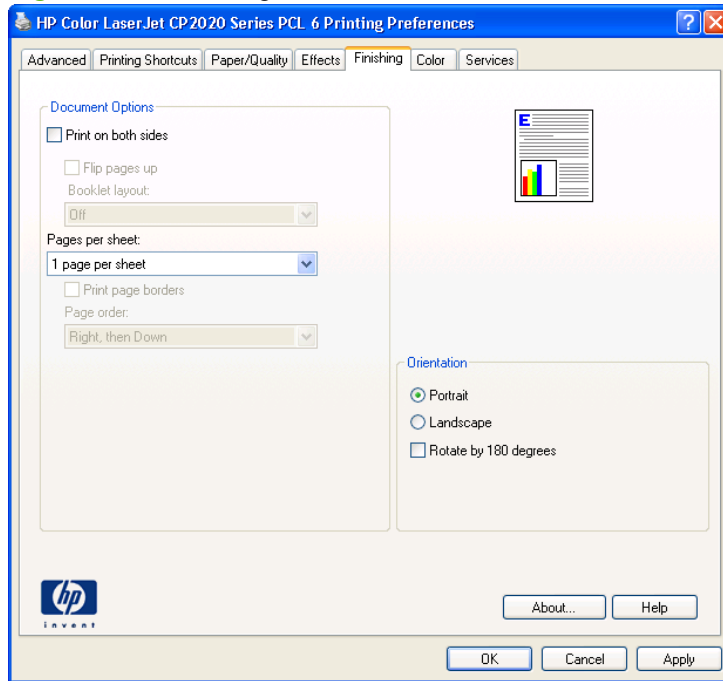 HP Color LaserJet CP2020 Series PCL 6 Printing Preferences
Advanced Printing Shortcuts Paper/Quality Effects Finishing Color Services
Document Options
Print on both sides
Flip pages up
Booklet layout:
Off
Pages per sheet:
1 page per sheet
Print page borders
Page order:
Right, then Down
E
Orientation
Portrait
Landscape
Rotate by 180 degrees
hp
invent
About... Help
OK Cancel Apply